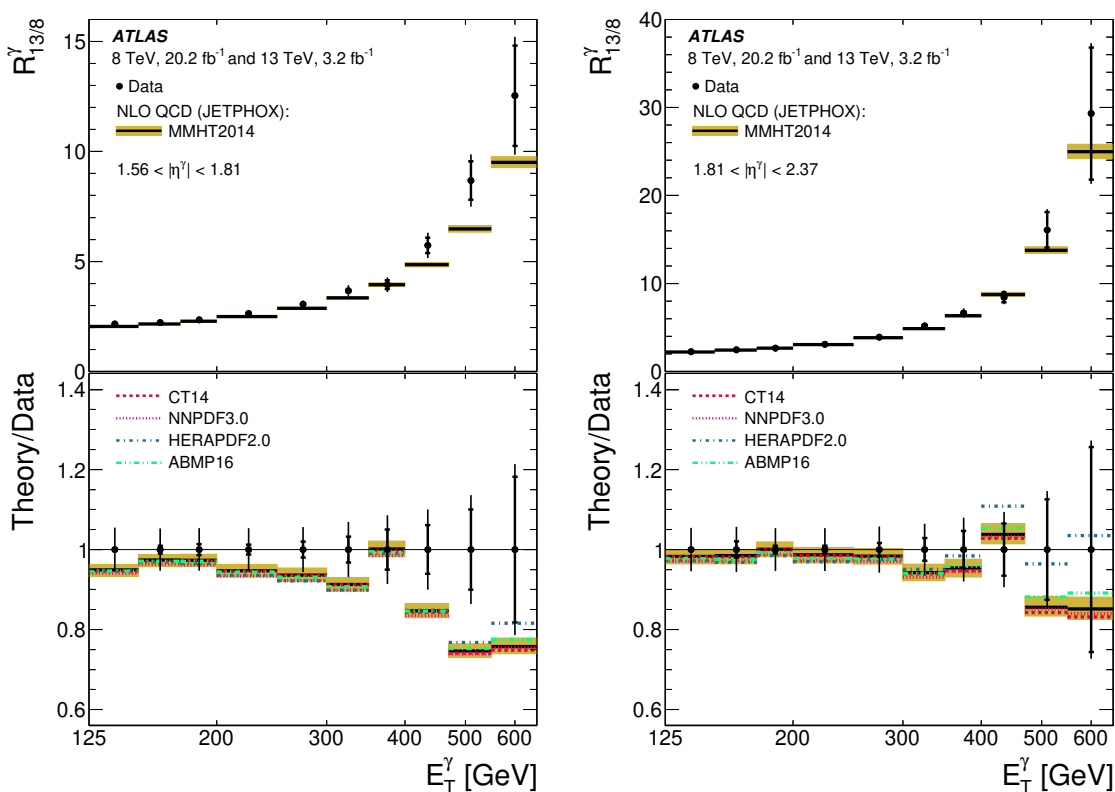 R^γ_13/8
15
10
5
0
ATLAS
8 TeV, 20.2 fb⁻¹ and 13 TeV, 3.2 fb⁻¹
Data
NLO QCD (JETPHOX):
MMHT2014
1.56 < |η^γ| < 1.81
Theory/Data
1.4
1.2
1
0.8
0.6
CT14
NNPDF3.0
HERAPDF2.0
ABMP16
125 200 300 400 500 600
E_T^γ [GeV]
R^γ_13/8
40
30
20
10
0
ATLAS
8 TeV, 20.2 fb⁻¹ and 13 TeV, 3.2 fb⁻¹
Data
NLO QCD (JETPHOX):
MMHT2014
1.81 < |η^γ| < 2.37
Theory/Data
1.4
1.2
1
0.8
0.6
CT14
NNPDF3.0
HERAPDF2.0
ABMP16
125 200 300 400 500 600
E_T^γ [GeV]